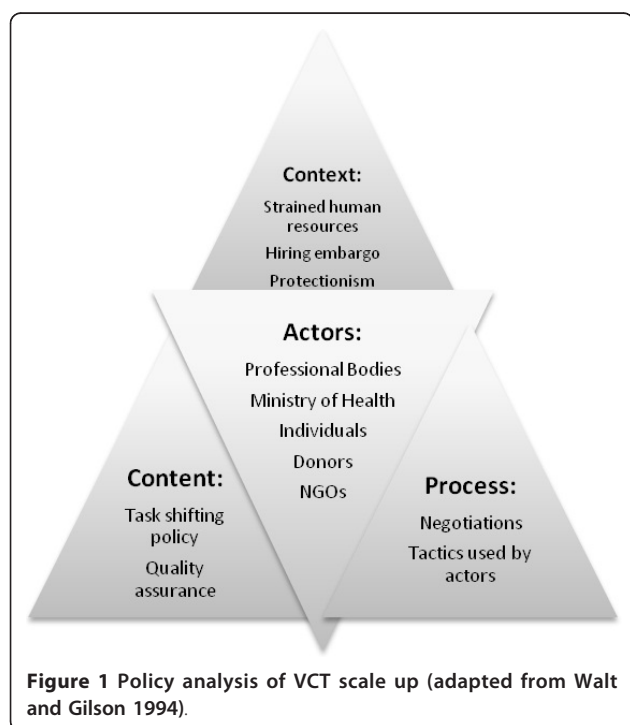 Context:
Strained human
resources
Hiring embargo
Protectionism
Actors:
Professional Bodies
Ministry of Health
Individuals
Donors
NGOs
Content:
Task shifting
policy
Quality
assurance
Process:
Negotiations
Tactics used by
actors
Figure 1 Policy analysis of VCT scale up (adapted from Walt
and Gilson 1994).